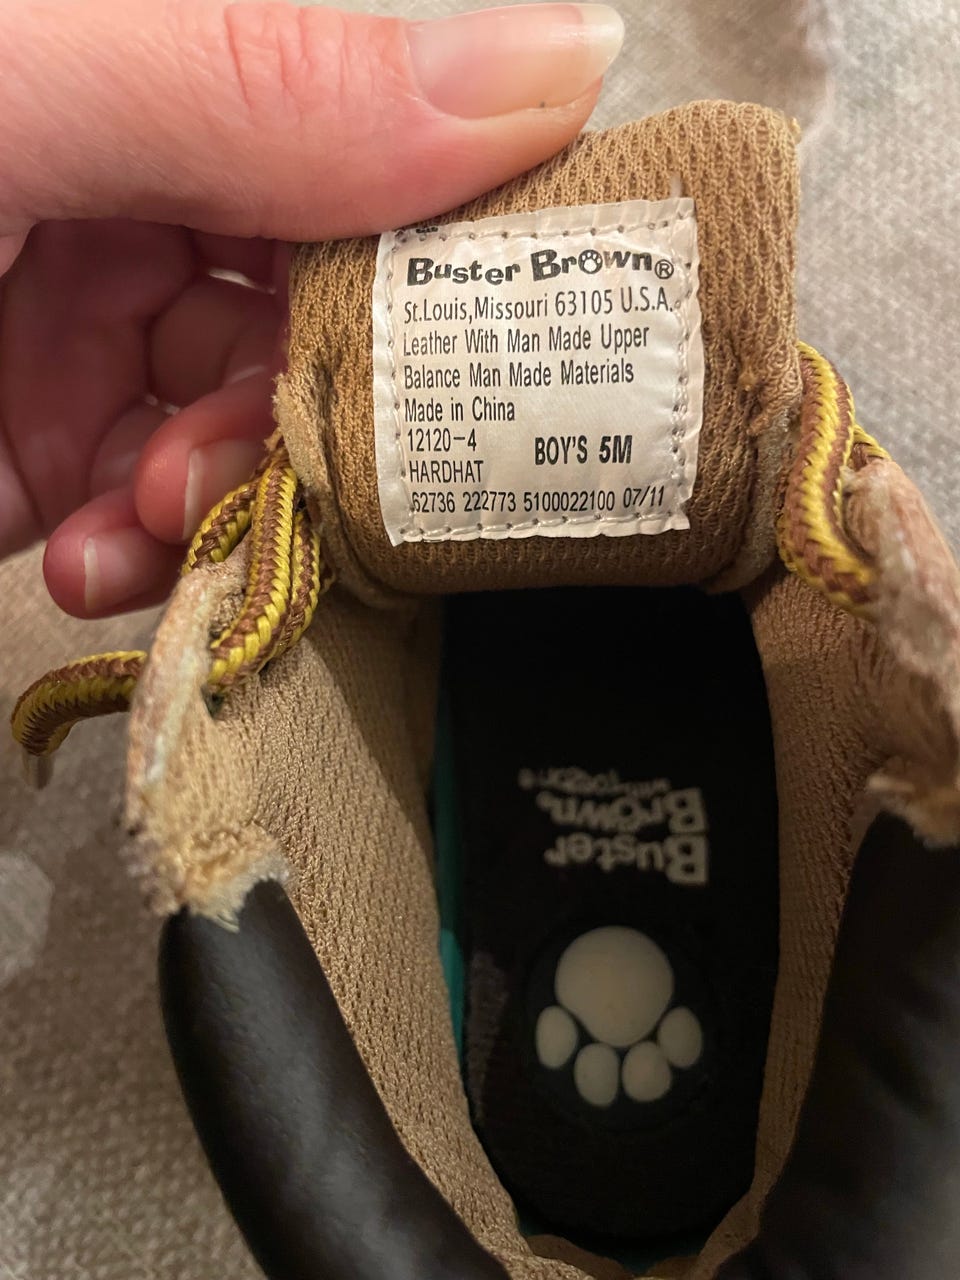 Buster Brown®
St.Louis,Missouri 63105 U.S.A.
Leather With Man Made Upper
Balance Man Made Materials
Made in China
12120-4 BOY'S 5M
HARDHAT
62736 222773 5100022100 07/11
Buster
Brown®